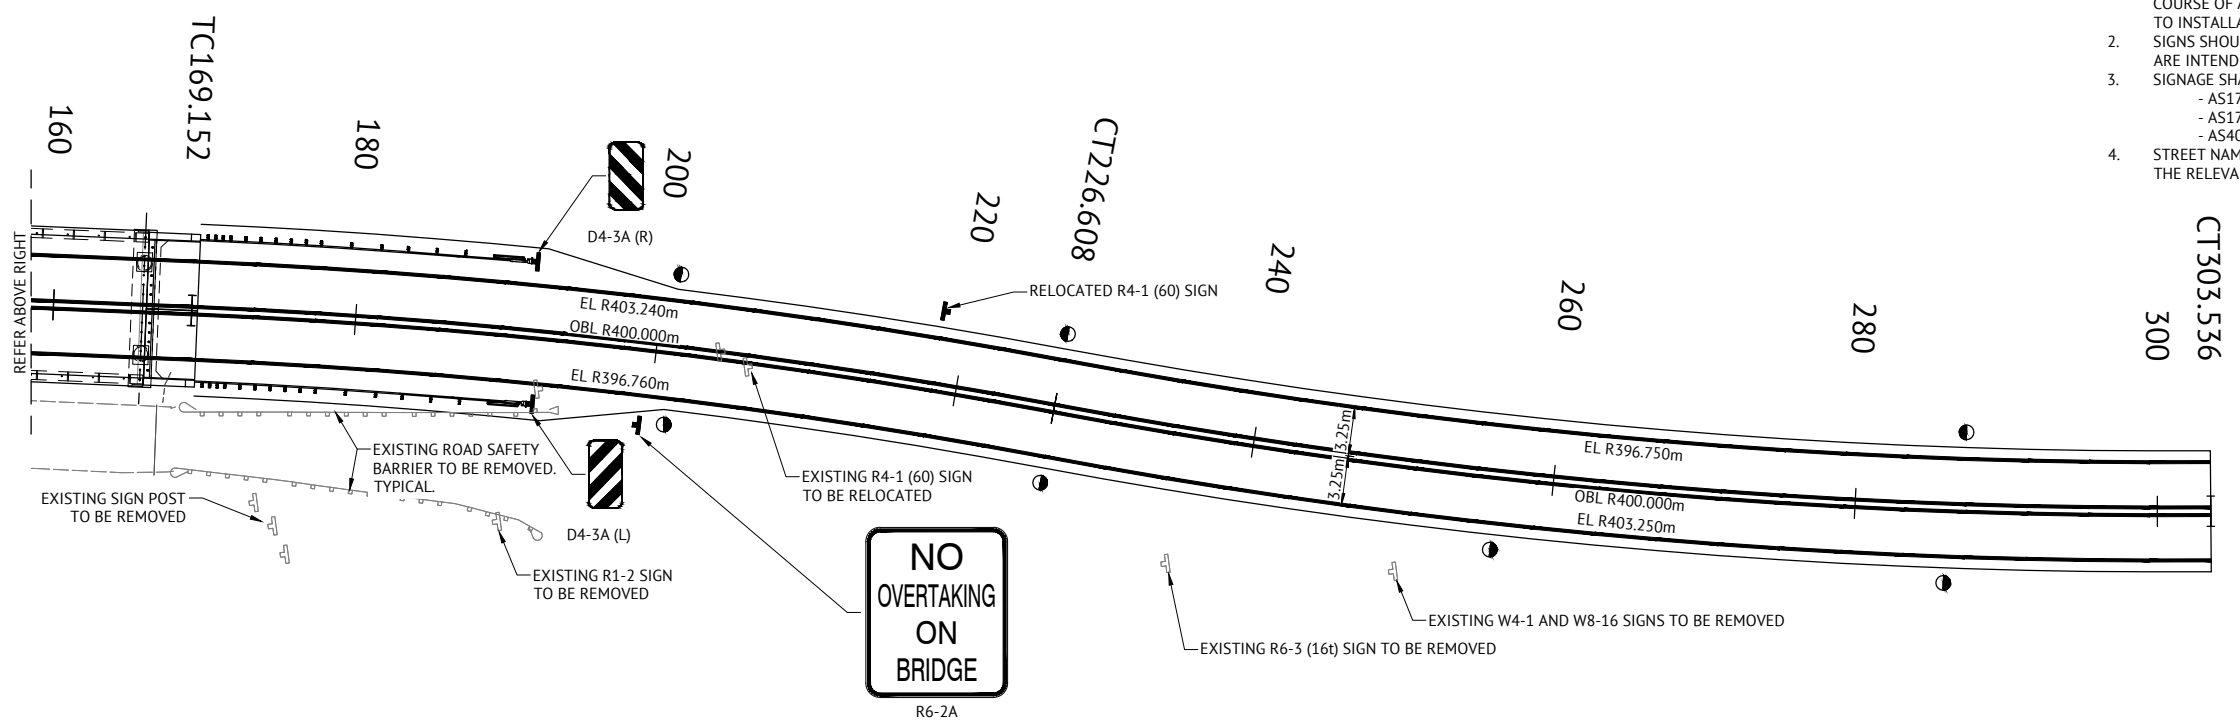 COURSE OF A
TO INSTALLA
2. SIGNS SHOU
ARE INTEND
3. SIGNAGE SHA
- AS17
- AS17
- AS40
4. STREET NAM
THE RELEVA
REFER ABOVE RIGHT
160
TC169.152
180
200
220
CT226.608
240
260
280
300
CT303.536
D4-3A (R)
RELOCATED R4-1 (60) SIGN
EL R403.240m
OBL R400.000m
EL R396.760m
3.25m
3.25m
EL R396.750m
OBL R400.000m
EL R403.250m
EXISTING ROAD SAFETY
BARRIER TO BE REMOVED.
TYPICAL.
EXISTING SIGN POST
TO BE REMOVED
D4-3A (L)
EXISTING R4-1 (60) SIGN
TO BE RELOCATED
EXISTING R1-2 SIGN
TO BE REMOVED
NO
OVERTAKING
ON
BRIDGE
R6-2A
EXISTING W4-1 AND W8-16 SIGNS TO BE REMOVED
EXISTING R6-3 (16t) SIGN TO BE REMOVED